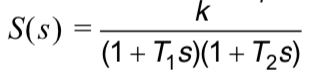 S(s) = k / (1 + T₁s)(1 + T₂s)